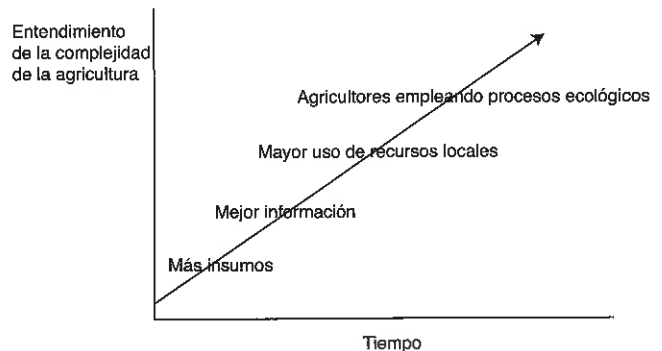 Entendimiento
de la complejidad
de la agricultura
Agricultores empleando procesos ecológicos
Mayor uso de recursos locales
Mejor información
Más insumos
Tiempo